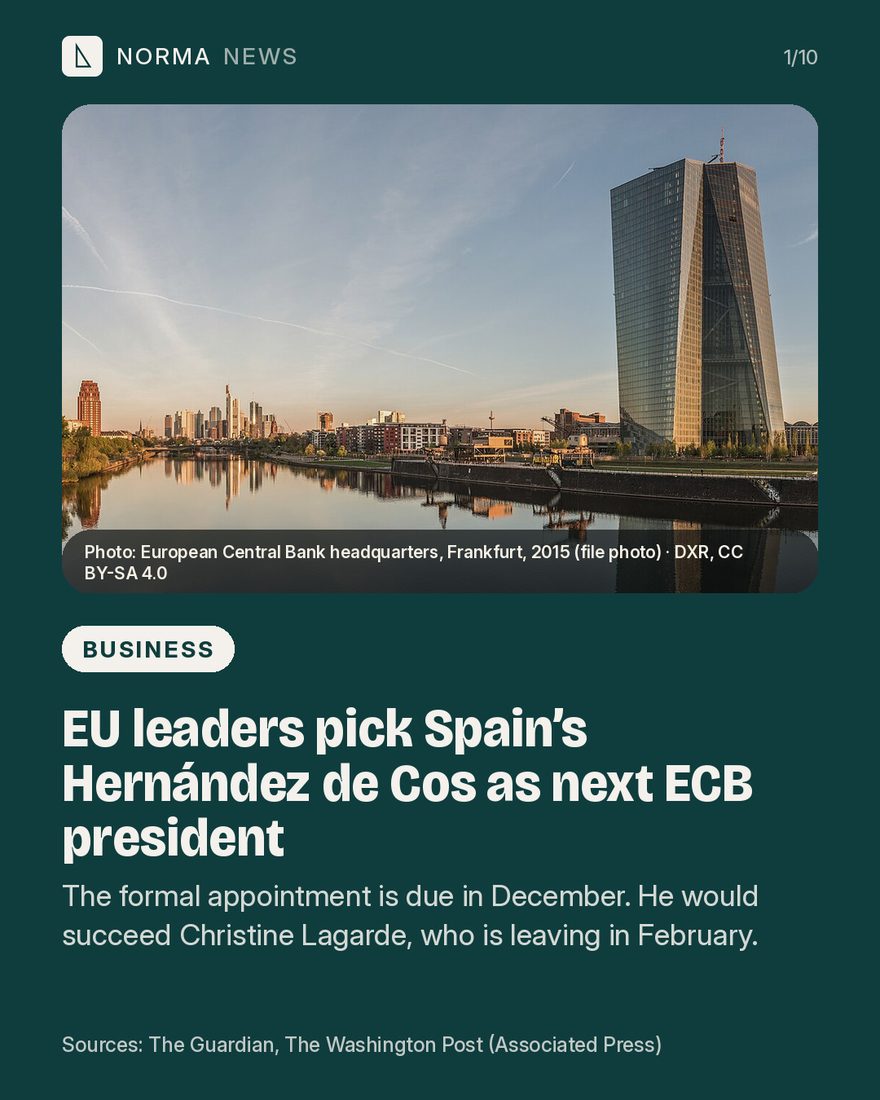 NORMA NEWS
1/10
Photo: European Central Bank headquarters, Frankfurt, 2015 (file photo) · DXR, CC
BY-SA 4.0
BUSINESS
EU leaders pick Spain’s
Hernández de Cos as next ECB
president
The formal appointment is due in December. He would
succeed Christine Lagarde, who is leaving in February.
Sources: The Guardian, The Washington Post (Associated Press)